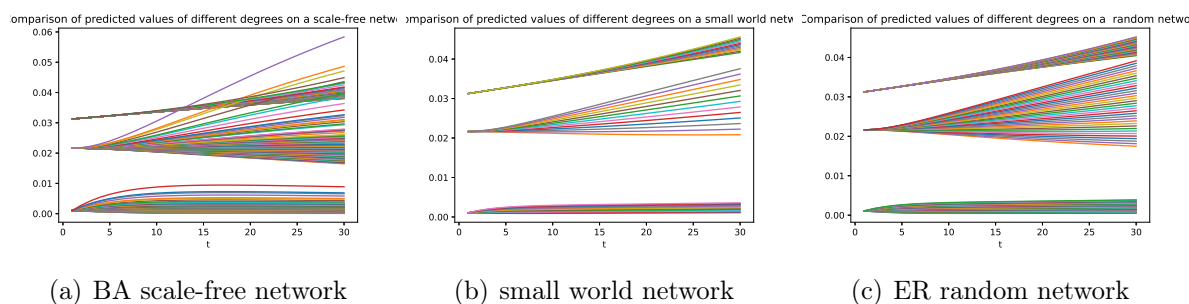 omparison of predicted values of different degrees on a scale-free netw
omparison of predicted values of different degrees on a small world netw
Comparison of predicted values of different degrees on a  random netwo
0.06
0.05
0.04
0.03
0.02
0.01
0.00
0 5 10 15 20 25 30
t
0.04
0.03
0.02
0.01
0.00
0 5 10 15 20 25 30
t
0.04
0.03
0.02
0.01
0.00
0 5 10 15 20 25 30
t
(a) BA scale-free network
(b) small world network
(c) ER random network